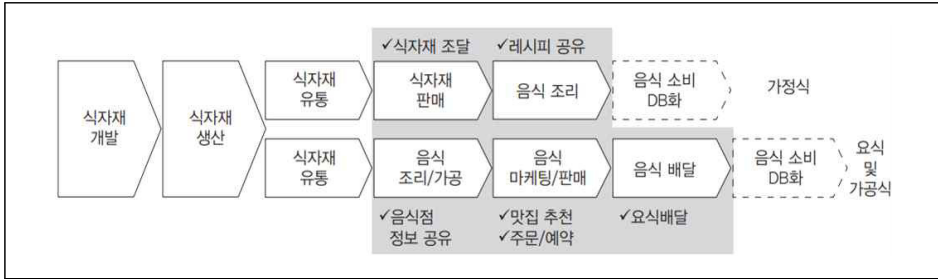 ✓식자재 조달
✓레시피 공유
식자재
개발
식자재
생산
식자재
유통
식자재
판매
음식 조리
음식 소비
DB화
가정식
식자재
유통
음식
조리/가공
음식
마케팅/판매
음식 배달
음식 소비
DB화
요식
및
가공식
✓음식점
정보 공유
✓맛집 추천
✓주문/예약
✓요식배달